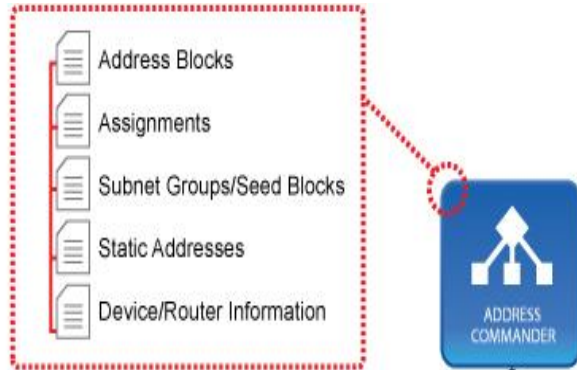 Address Blocks
Assignments
Subnet Groups/Seed Blocks
Static Addresses
Device/Router Information
ADDRESS
COMMANDER